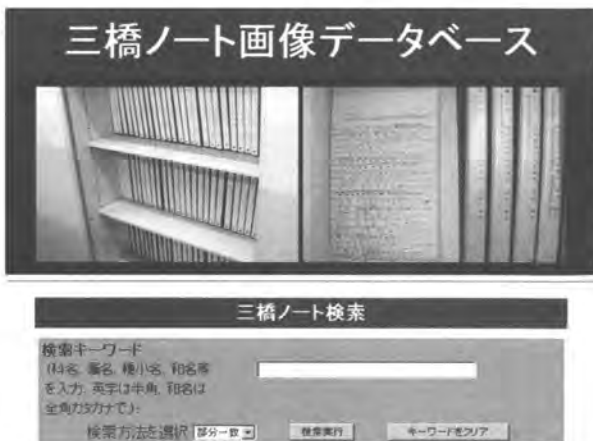 三橋ノート画像データベース
三橋ノート検索
検索キーワード
(科名, 属名, 種小名, 和名等
を入力, 英字は半角, 和名は
全角カタカナで):
検索方法を選択 部分一致 検索実行 キーワードをクリア